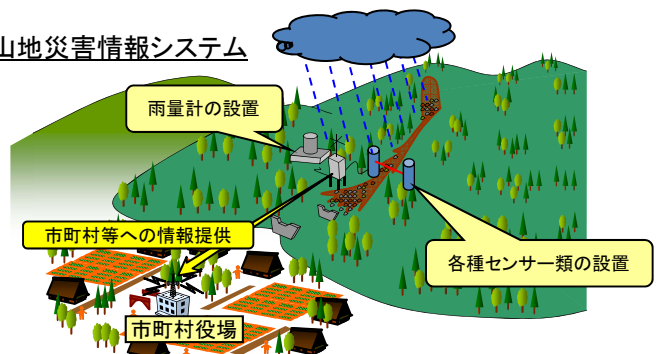 山地災害情報システム
雨量計の設置
市町村等への情報提供
各種センサー類の設置
市町村役場